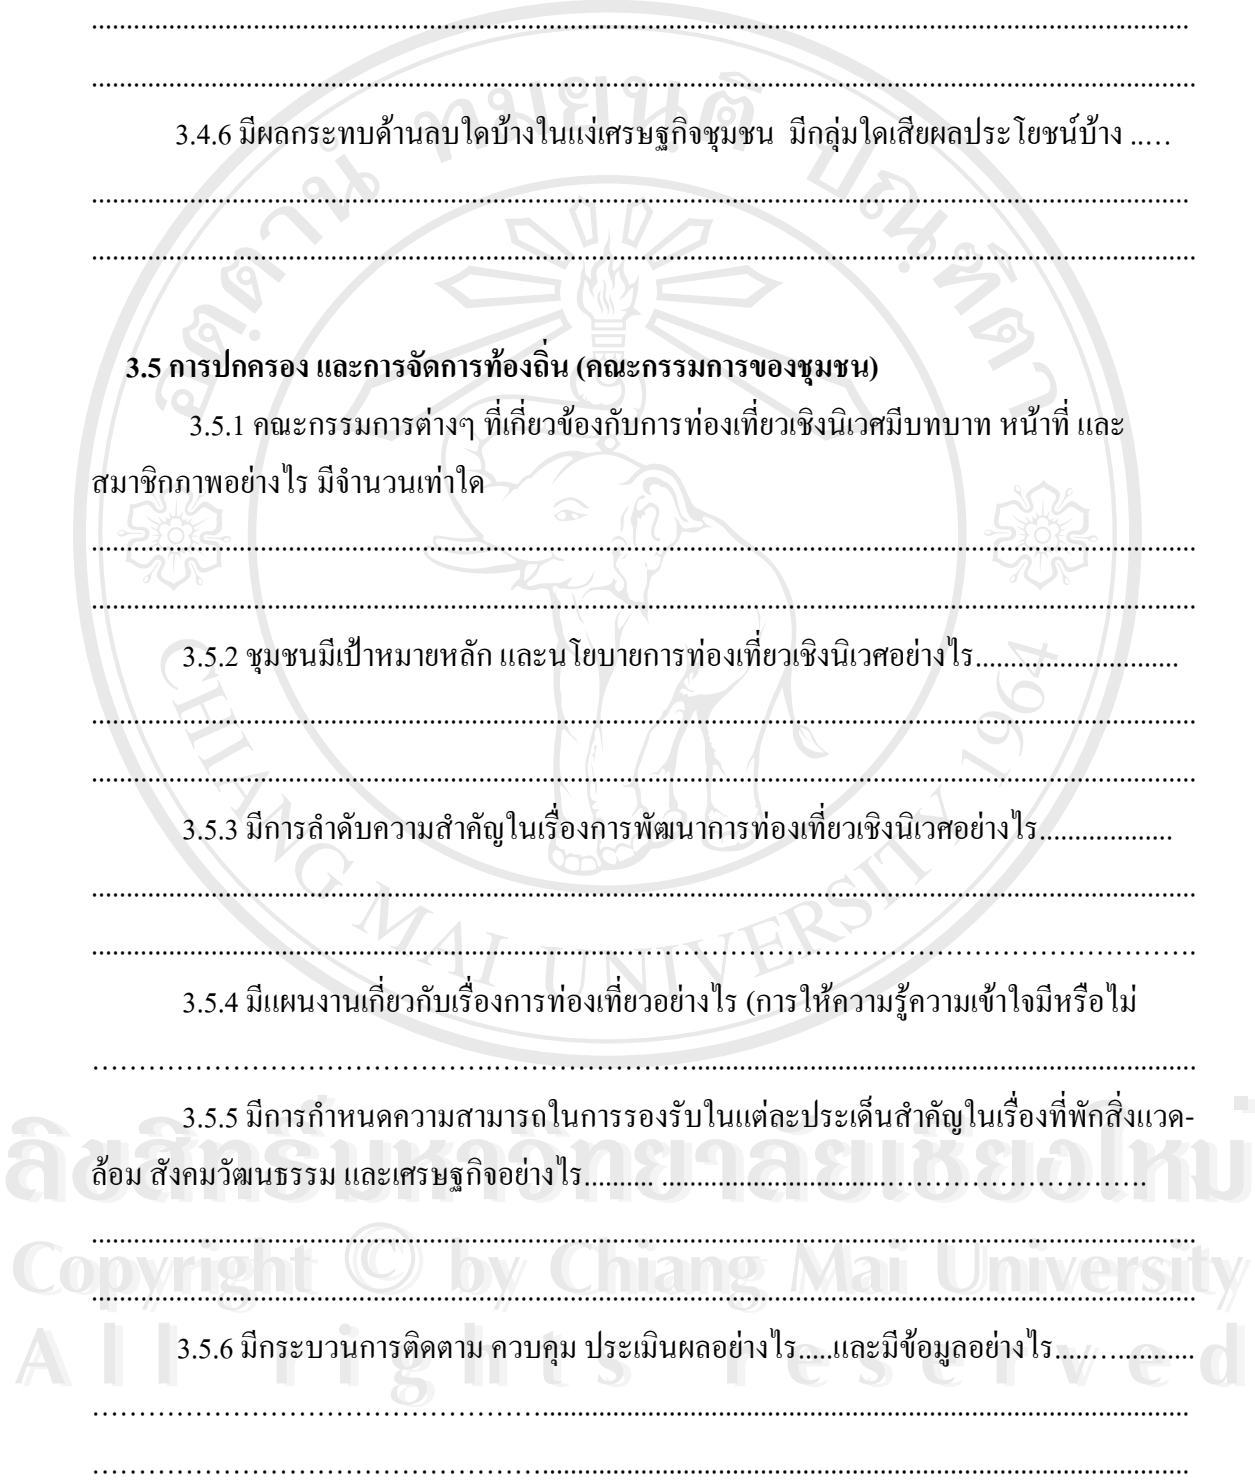 ........................................................................................................................................................
........................................................................................................................................................
3.4.6 มีผลกระทบด้านลบใดบ้างในแง่เศรษฐกิจชุมชน มีกลุ่มใดเสียผลประโยชน์บ้าง .....
........................................................................................................................................................
........................................................................................................................................................
3.5 การปกครอง และการจัดการท้องถิ่น (คณะกรรมการของชุมชน)
3.5.1 คณะกรรมการต่างๆ ที่เกี่ยวข้องกับการท่องเที่ยวเชิงนิเวศมีบทบาท หน้าที่ และ
สมาชิกภาพอย่างไร มีจำนวนเท่าใด
........................................................................................................................................................
........................................................................................................................................................
3.5.2 ชุมชนมีเป้าหมายหลัก และนโยบายการท่องเที่ยวเชิงนิเวศอย่างไร.............................
........................................................................................................................................................
........................................................................................................................................................
3.5.3 มีการลำดับความสำคัญในเรื่องการพัฒนาการท่องเที่ยวเชิงนิเวศอย่างไร...................
........................................................................................................................................................
........................................................................................................................................................
3.5.4 มีแผนงานเกี่ยวกับเรื่องการท่องเที่ยวอย่างไร (การให้ความรู้ความเข้าใจมีหรือไม่
........................................................................................................................................................
3.5.5 มีการกำหนดความสามารถในการรองรับในแต่ละประเด็นสำคัญในเรื่องที่พักสิ่งแวด-
ล้อม สังคมวัฒนธรรม และเศรษฐกิจอย่างไร.......... ..............................................................
........................................................................................................................................................
........................................................................................................................................................
3.5.6 มีกระบวนการติดตาม ควบคุม ประเมินผลอย่างไร.....และมีข้อมูลอย่างไร....................
........................................................................................................................................................
........................................................................................................................................................
CHIANG MAI UNIVERSITY 1964
ลิขสิทธิ์มหาวิทยาลัยเชียงใหม่
Copyright © by Chiang Mai University
All rights reserved